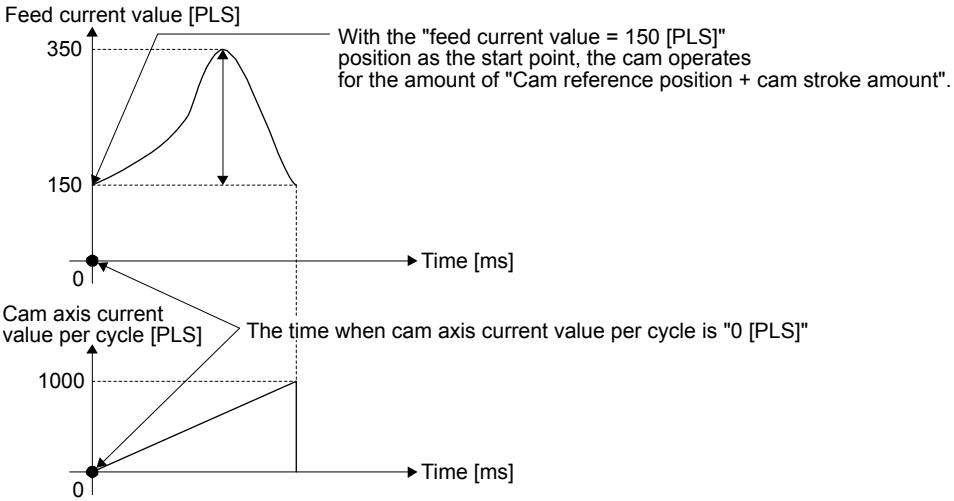 Feed current value [PLS]
350
With the "feed current value = 150 [PLS]"
position as the start point, the cam operates
for the amount of "Cam reference position + cam stroke amount".
150
0
Time [ms]
Cam axis current
value per cycle [PLS]
The time when cam axis current value per cycle is "0 [PLS]"
1000
0
Time [ms]